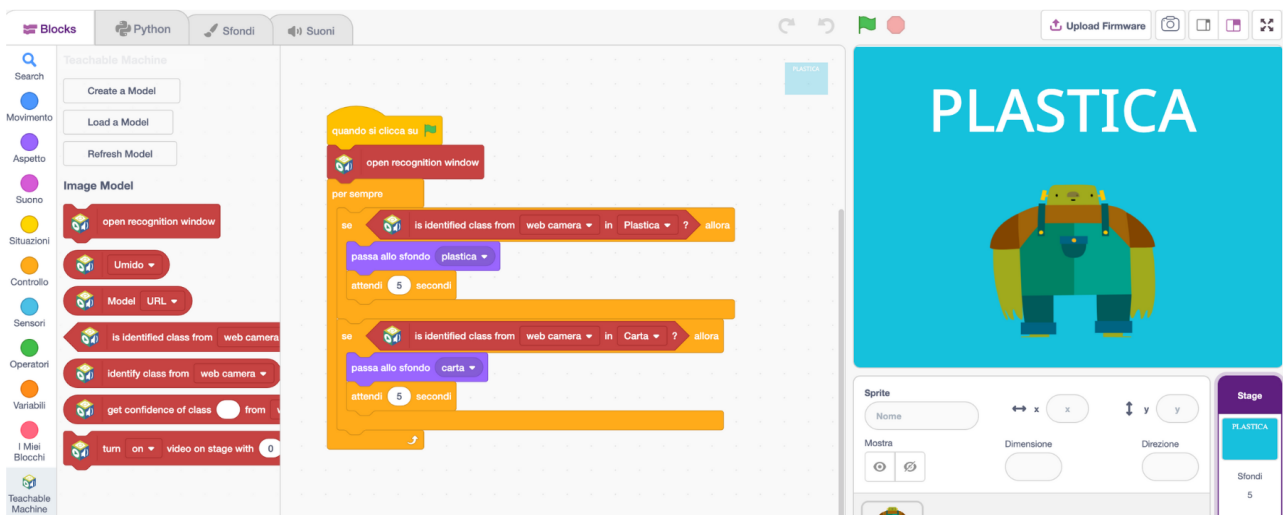 Blocks
Python
Sfondi
Suoni
Upload Firmware
Search
Movimento
Aspetto
Suono
Situazioni
Controllo
Sensori
Operatori
Variabili
I Miei
Blocchi
Teachable
Machine
Teachable Machine
Create a Model
Load a Model
Refresh Model
Image Model
open recognition window
Umido
Model URL
is identified class from web camera
identify class from web camera
get confidence of class from
turn on video on stage with 0
PLASTICA
quando si clicca su
open recognition window
per sempre
se is identified class from web camera in Plastica ? allora
passa allo sfondo plastica
attendi 5 secondi
se is identified class from web camera in Carta ? allora
passa allo sfondo carta
attendi 5 secondi
PLASTICA
Sprite
Nome
x x
y y
Mostra
Dimensione
Direzione
Stage
PLASTICA
Sfondi
5